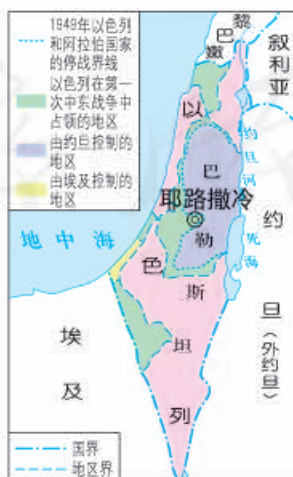 1949年以色列
和阿拉伯国家
的停战界线
以色列在第一
次中东战争中
占领的地区
由约旦控制的
地区
由埃及控制的
地区
黎
巴
嫩
叙利亚
以
色
列
巴
勒
斯
坦
耶路撒冷
约旦河
死海
地中海
约
旦
（外约旦）
埃
及
国界
地区界